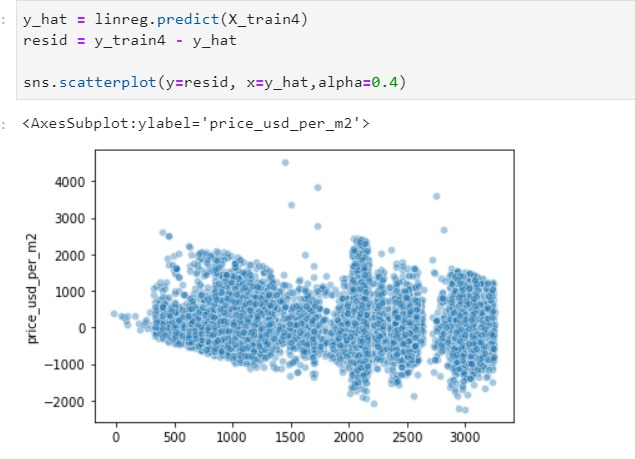 : y_hat = linreg.predict(X_train4)
resid = y_train4 - y_hat
sns.scatterplot(y=resid, x=y_hat,alpha=0.4)
: <AxesSubplot:ylabel='price_usd_per_m2'>
price_usd_per_m2
4000
3000
2000
1000
0
−1000
−2000
0 500 1000 1500 2000 2500 3000